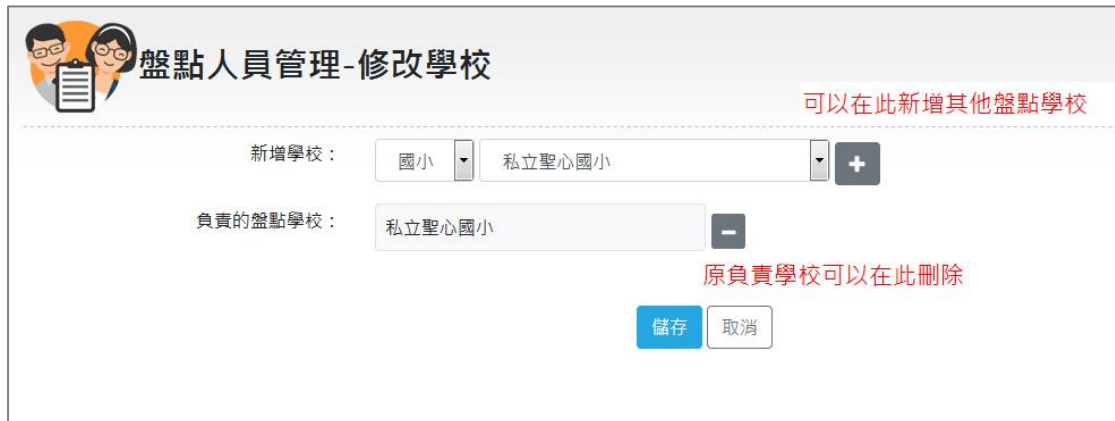 盤點人員管理-修改學校
可以在此新增其他盤點學校
新增學校：
國小
私立聖心國小
負責的盤點學校：
私立聖心國小
原負責學校可以在此刪除
儲存
取消